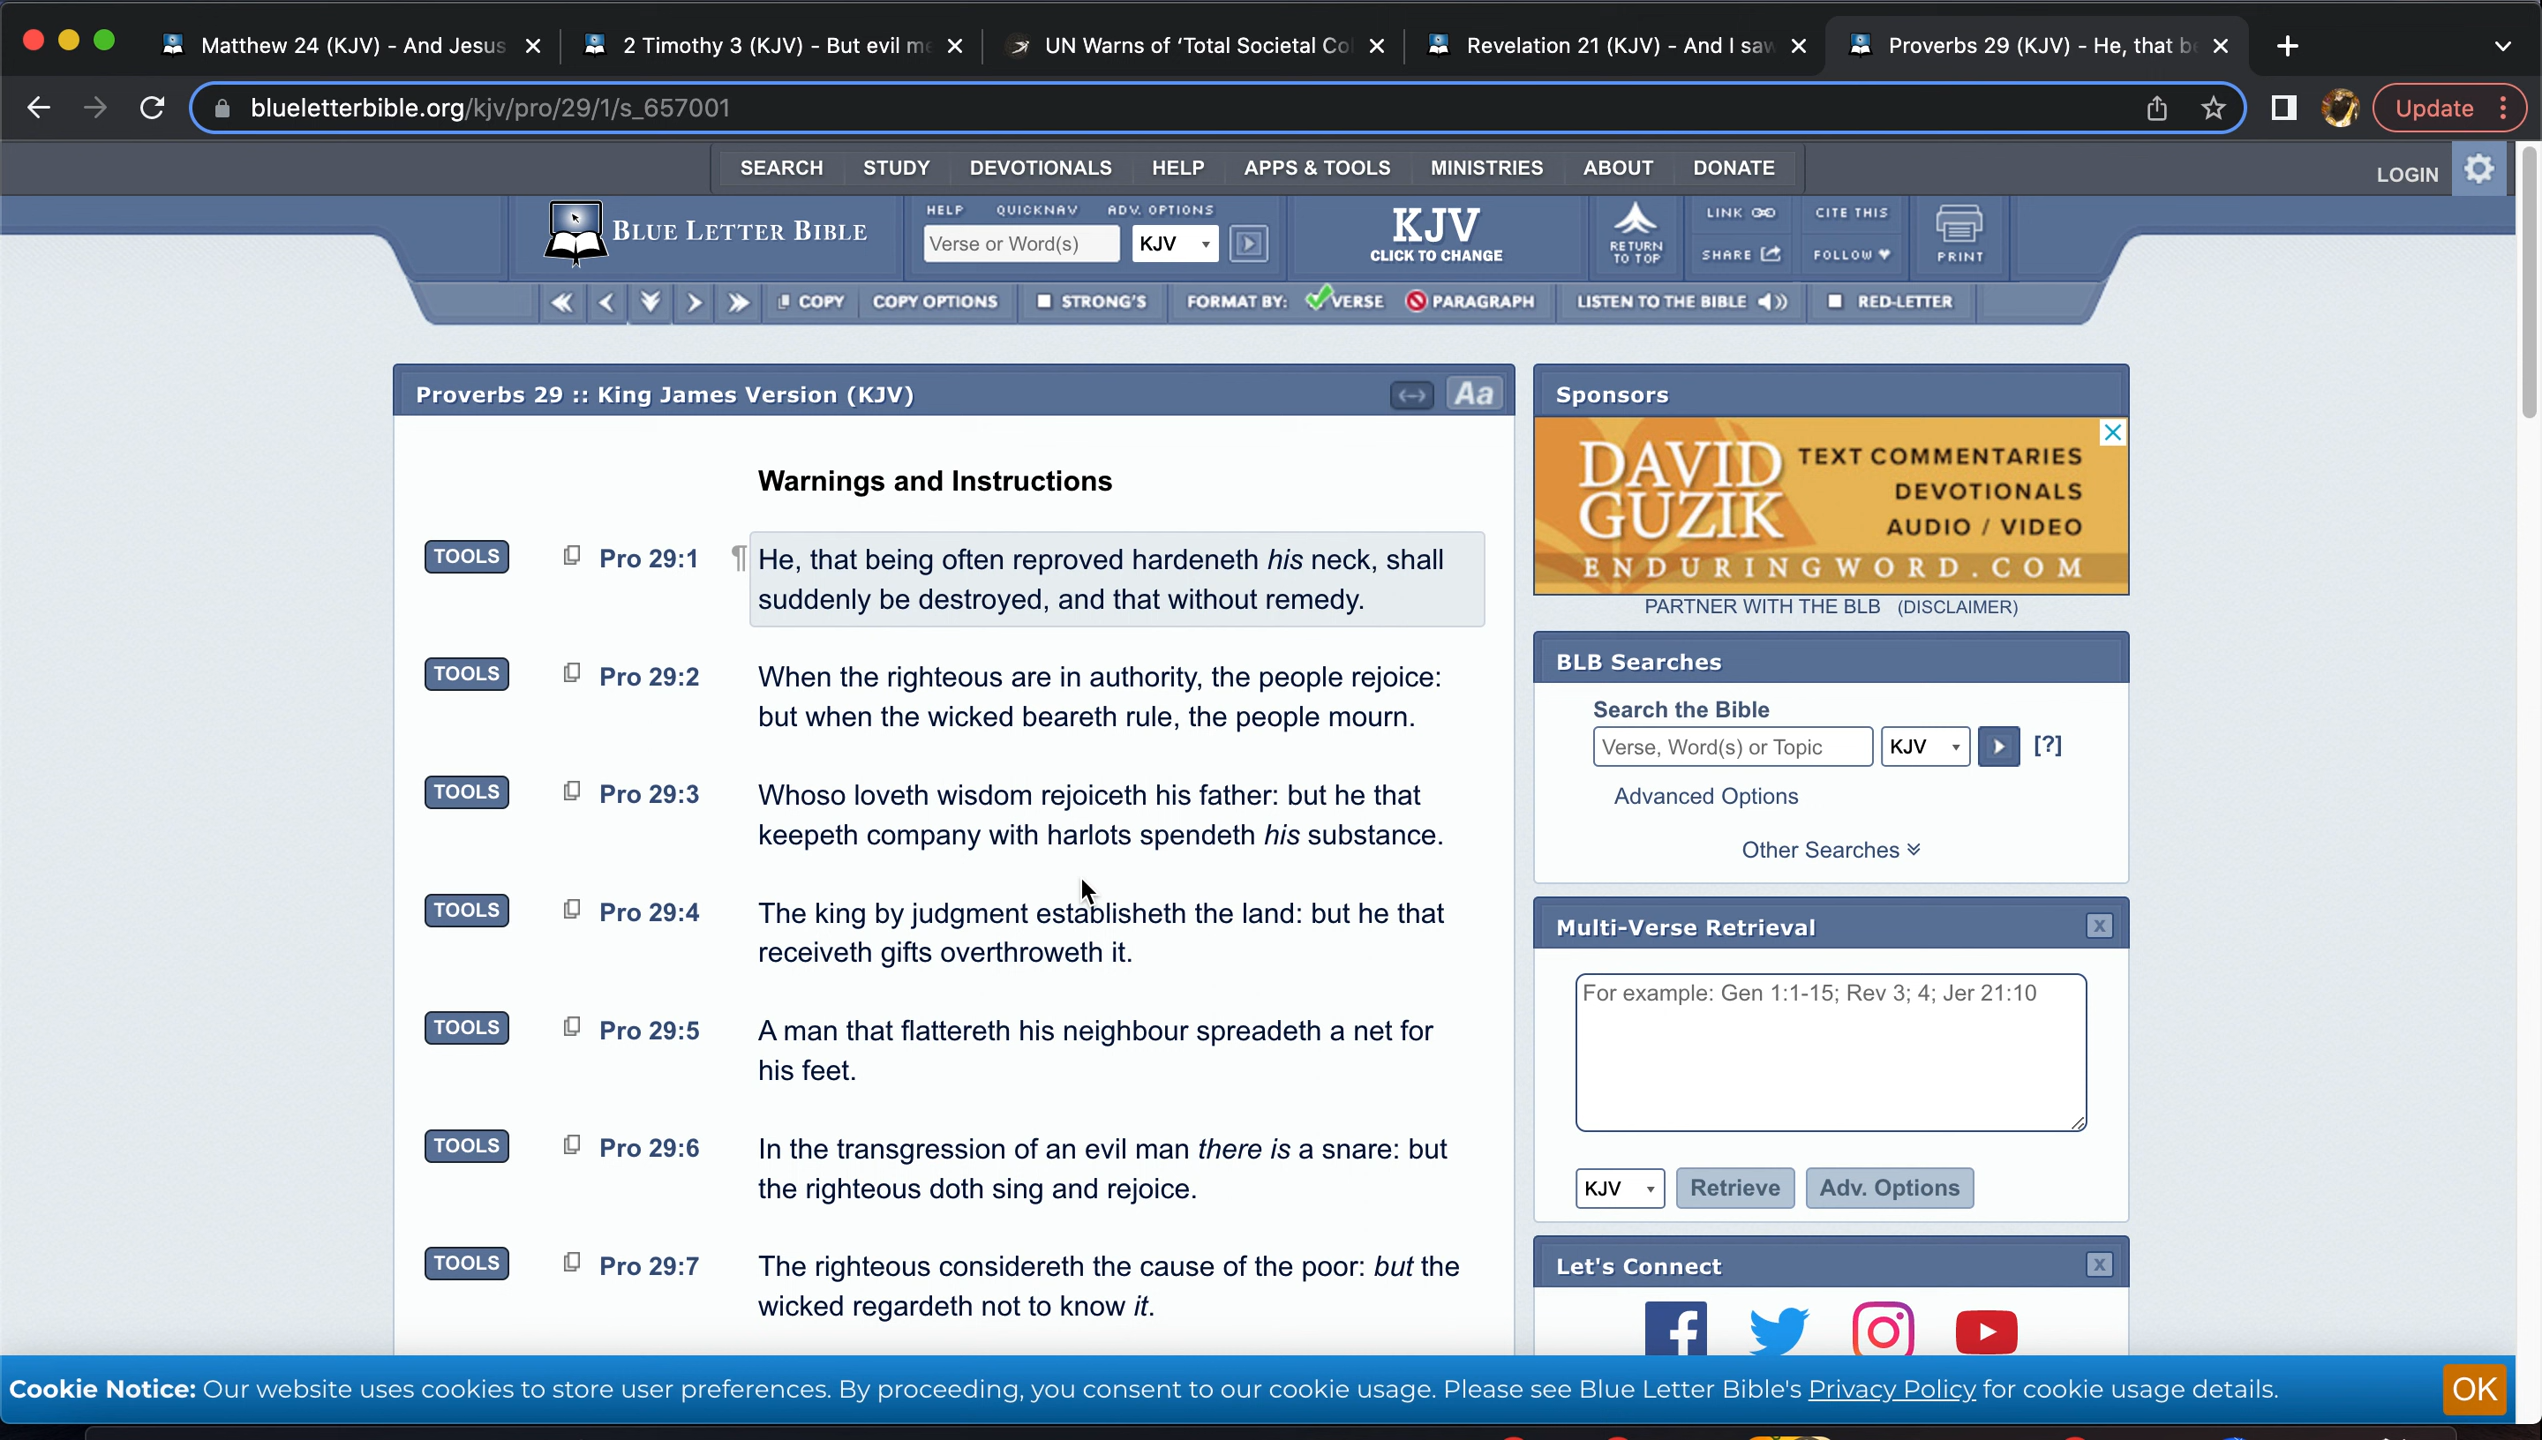 Matthew 24 (KJV) - And Jesus
2 Timothy 3 (KJV) - But evil me
UN Warns of ‘Total Societal Col
Revelation 21 (KJV) - And I saw
Proverbs 29 (KJV) - He, that be
blueletterbible.org/kjv/pro/29/1/s_657001
Update
SEARCH STUDY DEVOTIONALS HELP APPS & TOOLS MINISTRIES ABOUT DONATE
LOGIN
BLUE LETTER BIBLE
HELP QUICKNAV ADV. OPTIONS
Verse or Word(s) KJV
KJV
CLICK TO CHANGE
RETURN
TO TOP
LINK CITE THIS
SHARE FOLLOW
PRINT
COPY COPY OPTIONS STRONG'S FORMAT BY: VERSE PARAGRAPH LISTEN TO THE BIBLE RED-LETTER
Proverbs 29 :: King James Version (KJV)
Aa
Warnings and Instructions
TOOLS Pro 29:1 ¶ He, that being often reproved hardeneth his neck, shall
suddenly be destroyed, and that without remedy.
TOOLS Pro 29:2 When the righteous are in authority, the people rejoice:
but when the wicked beareth rule, the people mourn.
TOOLS Pro 29:3 Whoso loveth wisdom rejoiceth his father: but he that
keepeth company with harlots spendeth his substance.
TOOLS Pro 29:4 The king by judgment establisheth the land: but he that
receiveth gifts overthroweth it.
TOOLS Pro 29:5 A man that flattereth his neighbour spreadeth a net for
his feet.
TOOLS Pro 29:6 In the transgression of an evil man there is a snare: but
the righteous doth sing and rejoice.
TOOLS Pro 29:7 The righteous considereth the cause of the poor: but the
wicked regardeth not to know it.
Sponsors
DAVID
GUZIK
TEXT COMMENTARIES
DEVOTIONALS
AUDIO / VIDEO
ENDURINGWORD.COM
PARTNER WITH THE BLB (DISCLAIMER)
BLB Searches
Search the Bible
Verse, Word(s) or Topic KJV [?]
Advanced Options
Other Searches
Multi-Verse Retrieval x
For example: Gen 1:1-15; Rev 3; 4; Jer 21:10
KJV Retrieve Adv. Options
Let's Connect x
Cookie Notice: Our website uses cookies to store user preferences. By proceeding, you consent to our cookie usage. Please see Blue Letter Bible's Privacy Policy for cookie usage details.
OK